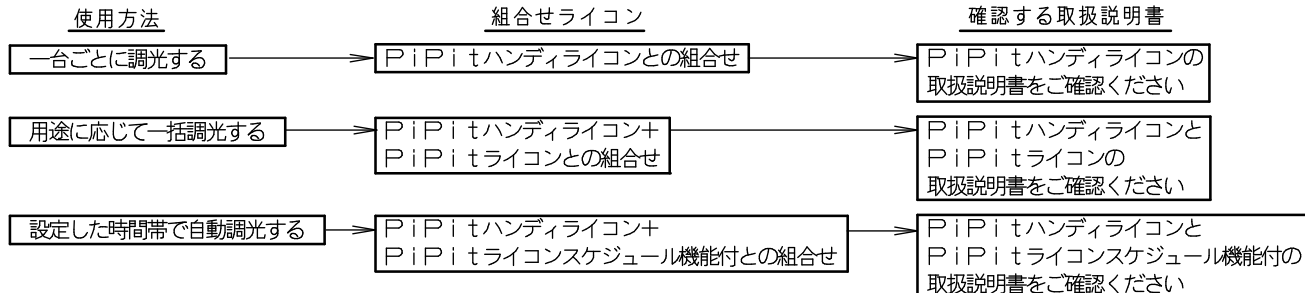 使用方法
組合せライコン
確認する取扱説明書
一台ごとに調光する
ＰｉＰｉｔハンディライコンとの組合せ
ＰｉＰｉｔハンディライコンの
取扱説明書をご確認ください
用途に応じて一括調光する
ＰｉＰｉｔハンディライコン＋
ＰｉＰｉｔライコンとの組合せ
ＰｉＰｉｔハンディライコンと
ＰｉＰｉｔライコンの
取扱説明書をご確認ください
設定した時間帯で自動調光する
ＰｉＰｉｔハンディライコン＋
ＰｉＰｉｔライコンスケジュール機能付との組合せ
ＰｉＰｉｔハンディライコンと
ＰｉＰｉｔライコンスケジュール機能付の
取扱説明書をご確認ください